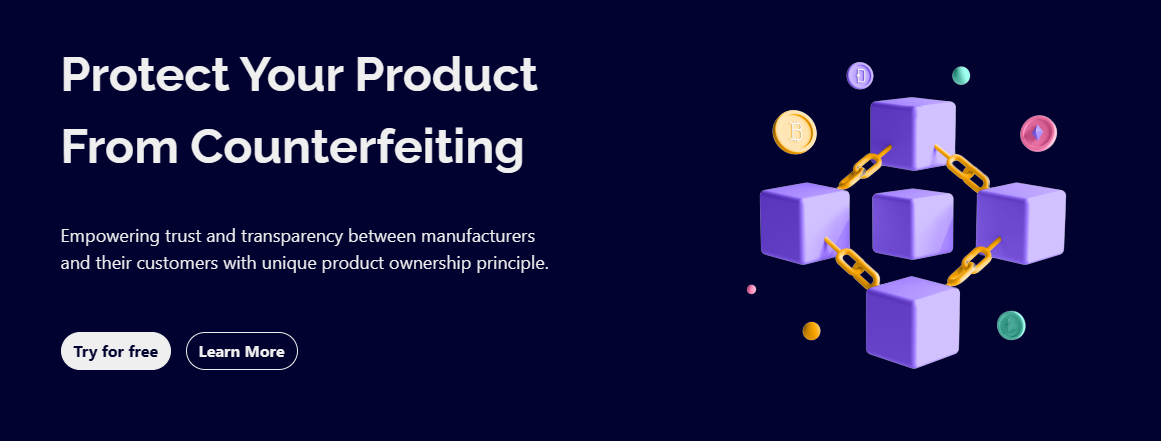 Protect Your Product
From Counterfeiting
Empowering trust and transparency between manufacturers
and their customers with unique product ownership principle.
Try for free
Learn More